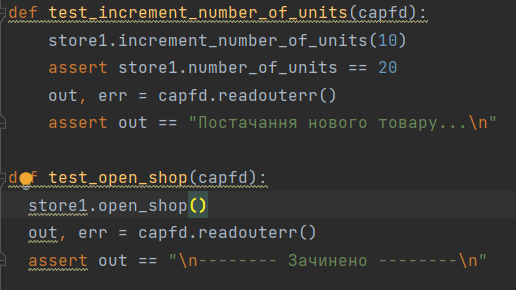 def test_increment_number_of_units(capfd):
    store1.increment_number_of_units(10)
    assert store1.number_of_units == 20
    out, err = capfd.readouterr()
    assert out == "Постачання нового товару...\n"
def test_open_shop(capfd):
  store1.open_shop()
  out, err = capfd.readouterr()
  assert out == "\n-------- Зачинено --------\n"